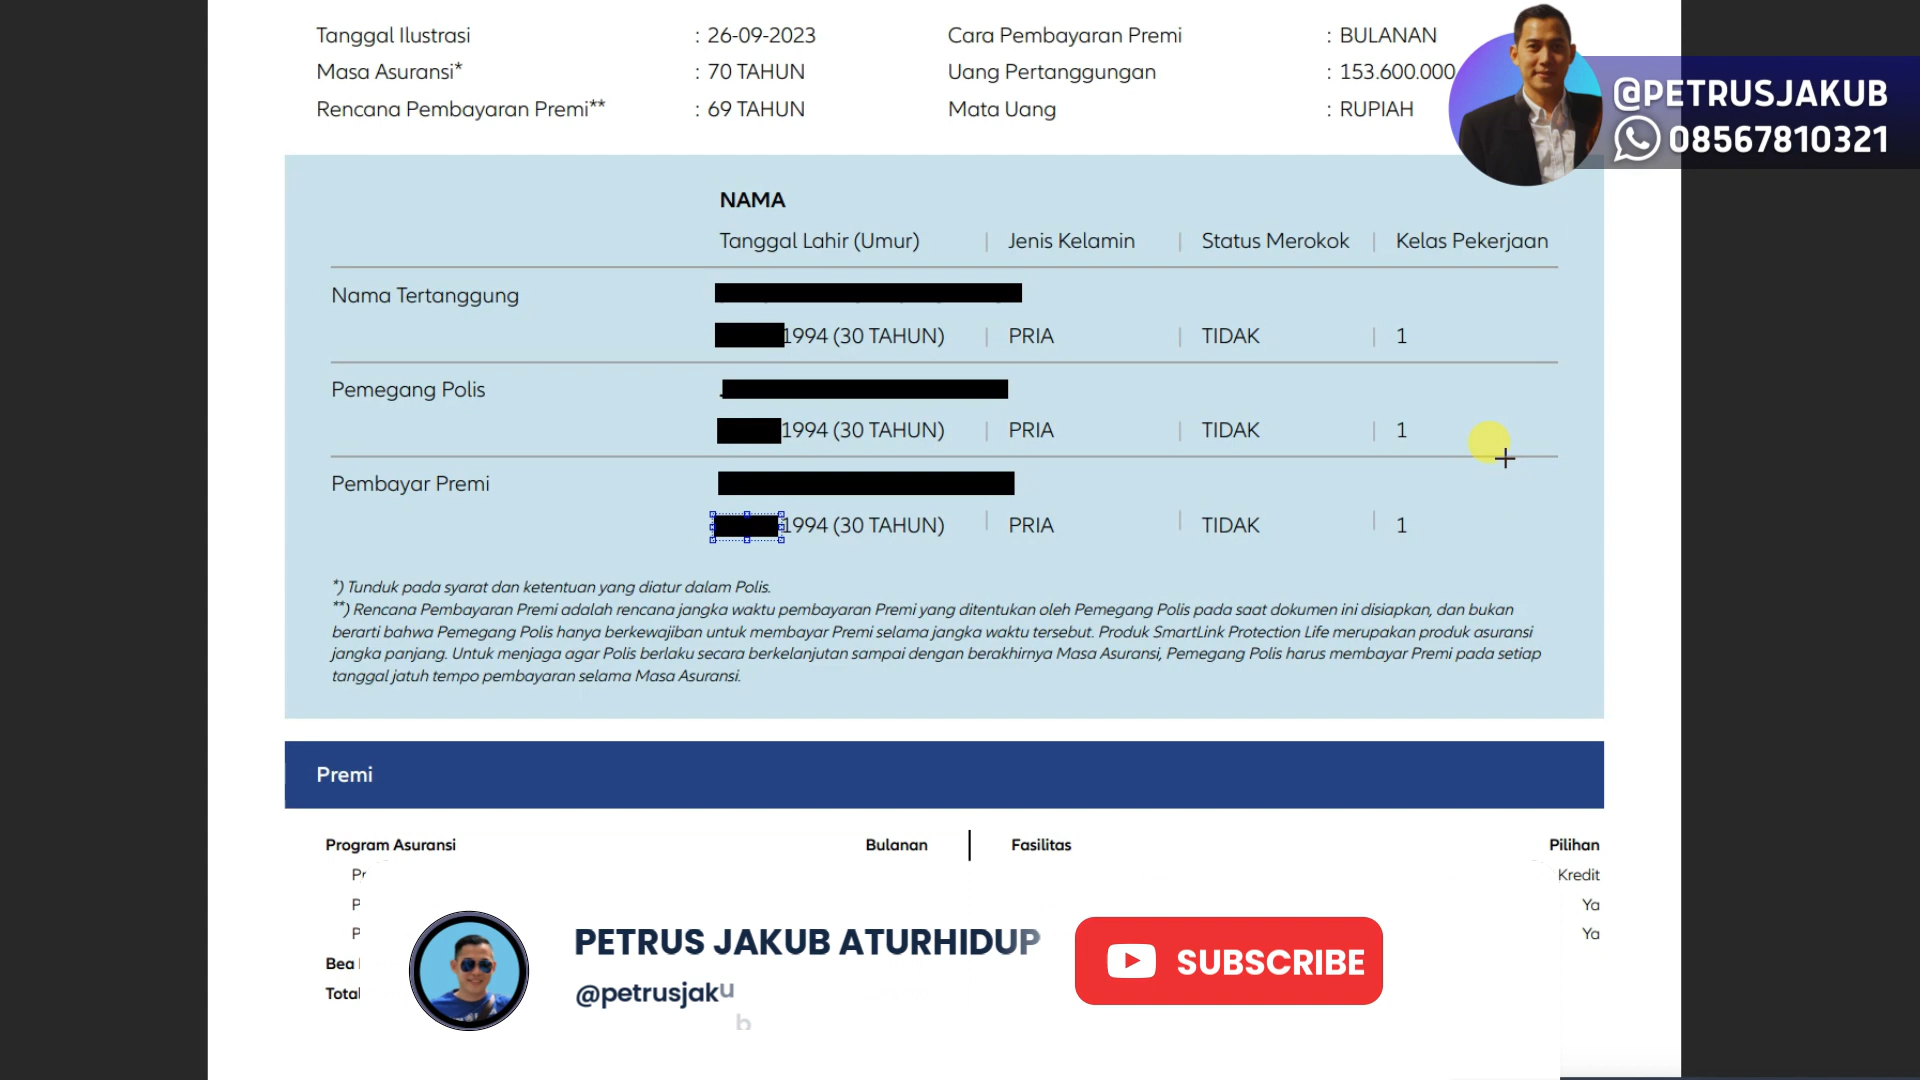 Tanggal Ilustrasi : 26-09-2023 Cara Pembayaran Premi : BULANAN
Masa Asuransi* : 70 TAHUN Uang Pertanggungan : 153.600.000
Rencana Pembayaran Premi** : 69 TAHUN Mata Uang : RUPIAH
@PETRUSJAKUB
08567810321
NAMA
Tanggal Lahir (Umur) | Jenis Kelamin | Status Merokok | Kelas Pekerjaan
Nama Tertanggung
1994 (30 TAHUN) | PRIA | TIDAK | 1
Pemegang Polis
1994 (30 TAHUN) | PRIA | TIDAK | 1
Pembayar Premi
1994 (30 TAHUN) | PRIA | TIDAK | 1
*) Tunduk pada syarat dan ketentuan yang diatur dalam Polis.
**) Rencana Pembayaran Premi adalah rencana jangka waktu pembayaran Premi yang ditentukan oleh Pemegang Polis pada saat dokumen ini disiapkan, dan bukan
berarti bahwa Pemegang Polis hanya berkewajiban untuk membayar Premi selama jangka waktu tersebut. Produk SmartLink Protection Life merupakan produk asuransi
jangka panjang. Untuk menjaga agar Polis berlaku secara berkelanjutan sampai dengan berakhirnya Masa Asuransi, Pemegang Polis harus membayar Premi pada setiap
tanggal jatuh tempo pembayaran selama Masa Asuransi.
Premi
Program Asuransi Bulanan Fasilitas Pilihan
Kredit
Ya
Ya
Bea
Total
PETRUS JAKUB ATURHIDUP
@petrusjakub
SUBSCRIBE